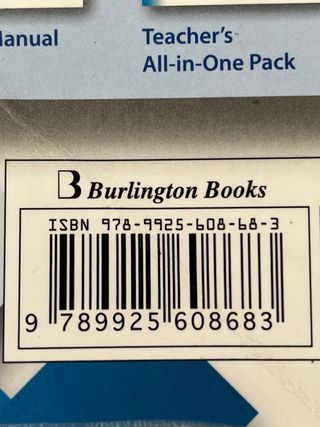 Manual
Teacher's
All-in-One Pack
B Burlington Books
ISBN 978-9925-608-68-3
9 789925 608683